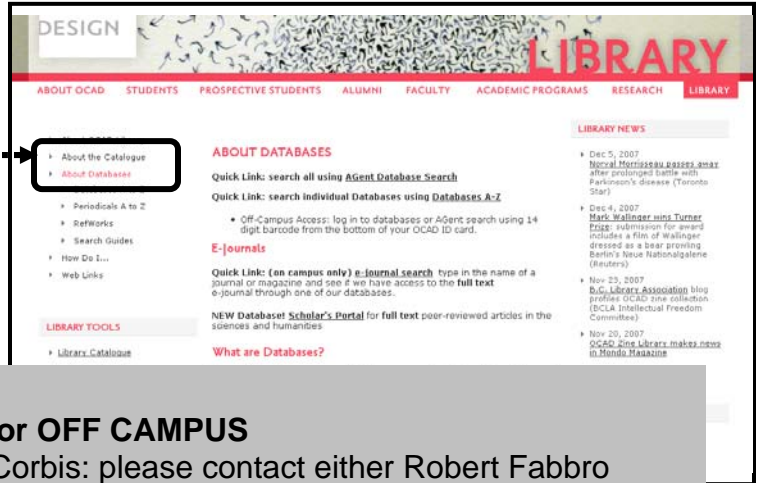 DESIGN
LIBRARY
ABOUT OCAD STUDENTS PROSPECTIVE STUDENTS ALUMNI FACULTY ACADEMIC PROGRAMS RESEARCH LIBRARY
About the Catalogue
About Databases
Periodicals A to Z
RefWorks
Search Guides
How Do I...
Web Links
LIBRARY TOOLS
Library Catalogue
ABOUT DATABASES
Quick Link: search all using AGent Database Search
Quick Link: search individual Databases using Databases A-Z
• Off-Campus Access: log in to databases or AGent search using 14
digit barcode from the bottom of your OCAD ID card.
E-Journals
Quick Link: (on campus only) e-journal search type in the name of a
journal or magazine and see if we have access to the full text
e-journal through one of our databases.
NEW Database! Scholar's Portal for full text peer-reviewed articles in the
sciences and humanities
What are Databases?
LIBRARY NEWS
Dec 5, 2007
Norval Morrisseau passes away
after prolonged battle with
Parkinson's disease (Toronto
Star)
Dec 4, 2007
Mark Wallinger wins Turner
Prize: submission for award
includes a film of Wallinger
dressed as a bear prowling
Berlin's Neue Nationalgalene
(Reuters)
Nov 23, 2007
B.C. Library Association blog
profiles OCAD zine collection
(BCLA Intellectual Freedom
Committee)
Nov 20, 2007
OCAD Zine Library makes news
in Mondo Magazine
or OFF CAMPUS
Corbis: please contact either Robert Fabbro